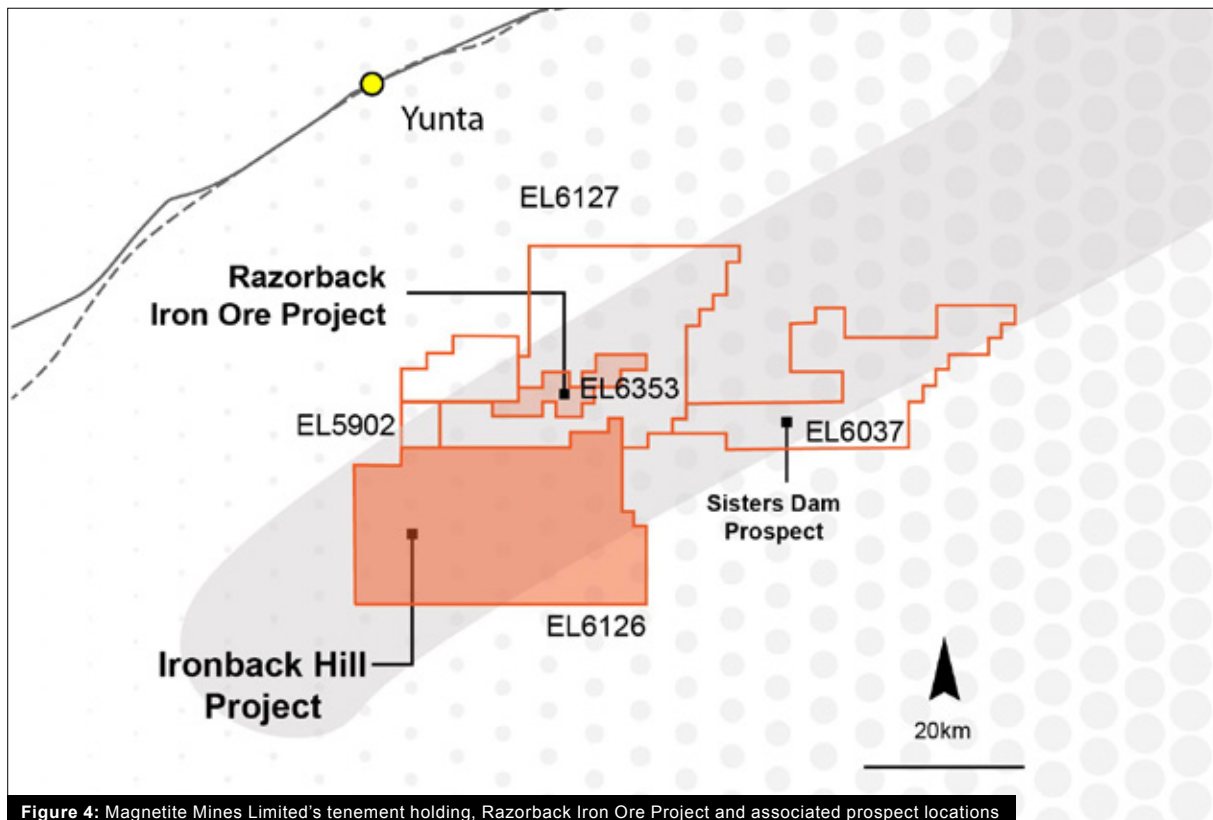 Yunta
EL6127
Razorback
Iron Ore Project
EL6353
EL5902
EL6037
Sisters Dam
Prospect
EL6126
Ironback Hill
Project
20km
Figure 4: Magnetite Mines Limited's tenement holding, Razorback Iron Ore Project and associated prospect locations